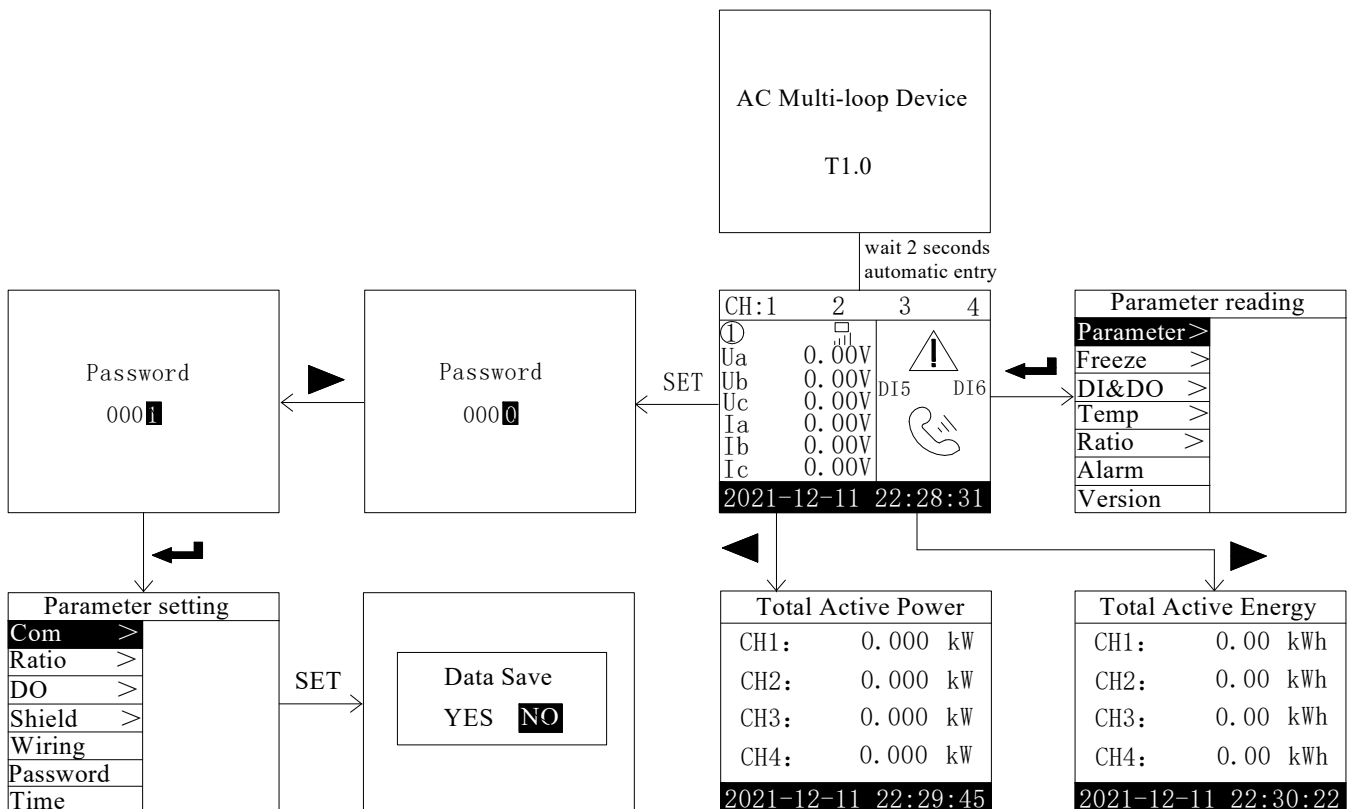 AC Multi-loop Device
T1.0
wait 2 seconds
automatic entry
Password
0001
Password
0000
SET
CH:1 2 3 4
①
Ua 0.00V
Ub 0.00V
Uc 0.00V
Ia 0.00V
Ib 0.00V
Ic 0.00V
DI5 DI6
2021-12-11 22:28:31
Parameter reading
Parameter >
Freeze >
DI&DO >
Temp >
Ratio >
Alarm
Version
Parameter setting
Com >
Ratio >
DO >
Shield >
Wiring
Password
Time
SET
Data Save
YES NO
Total Active Power
CH1: 0.000 kW
CH2: 0.000 kW
CH3: 0.000 kW
CH4: 0.000 kW
2021-12-11 22:29:45
Total Active Energy
CH1: 0.00 kWh
CH2: 0.00 kWh
CH3: 0.00 kWh
CH4: 0.00 kWh
2021-12-11 22:30:22